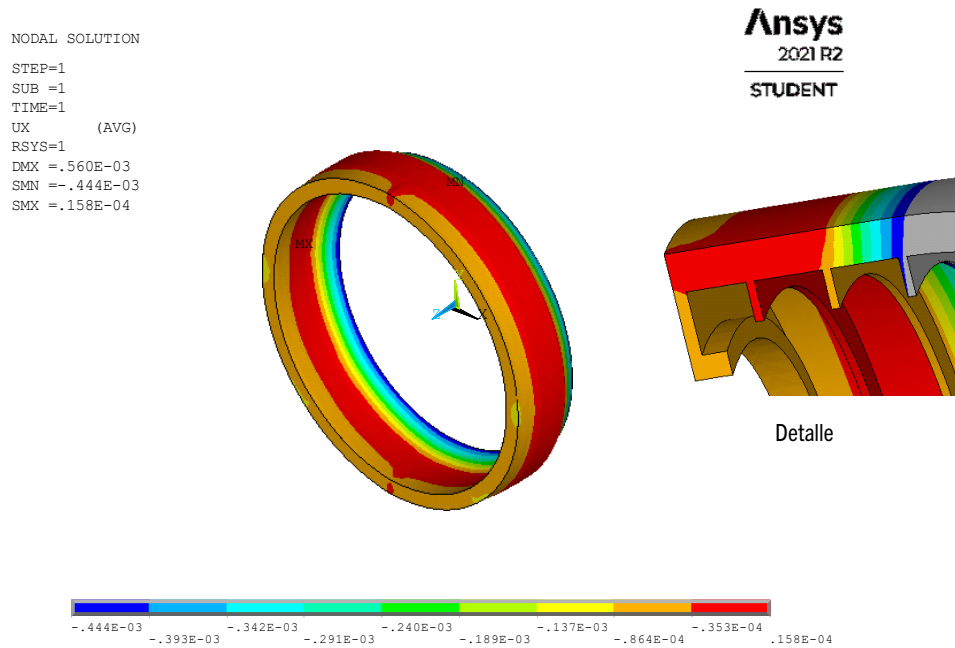 NODAL SOLUTION
STEP=1
SUB =1
TIME=1
UX (AVG)
RSYS=1
DMX =.560E-03
SMN =-.444E-03
SMX =.158E-04
Ansys
2021 R2
STUDENT
MN
MX
Y
Z
X
Detalle
-.444E-03 -.342E-03 -.240E-03 -.137E-03 -.353E-04
-.393E-03 -.291E-03 -.189E-03 -.864E-04 .158E-04